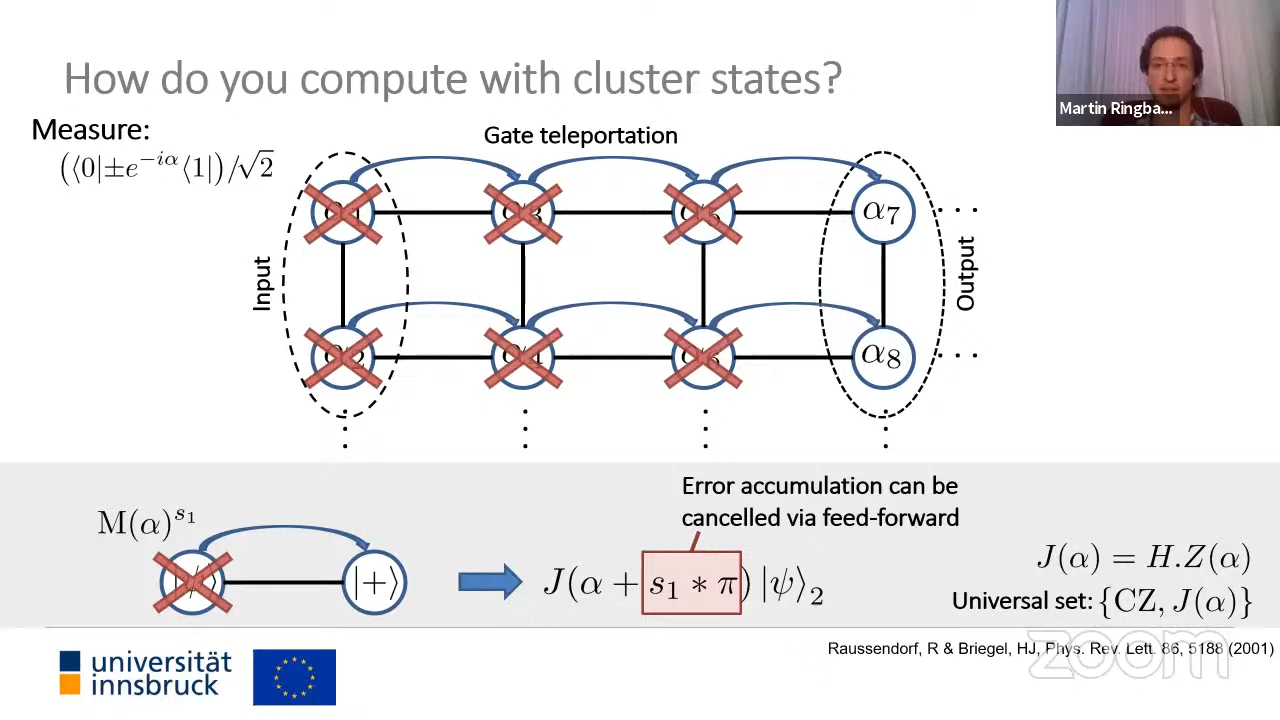 How do you compute with cluster states?
Martin Ringba...
Measure:
(⟨0|±e^{-iα}⟨1|)/√2
Gate teleportation
Input
α7
α8
Output
M(α)^{s₁}
|+⟩
Error accumulation can be
cancelled via feed-forward
J(α + s₁ * π) |ψ⟩₂
J(α) = H.Z(α)
Universal set: {CZ, J(α)}
Raussendorf, R & Briegel, HJ, Phys. Rev. Lett. 86, 5188 (2001)
zoom
universität
innsbruck